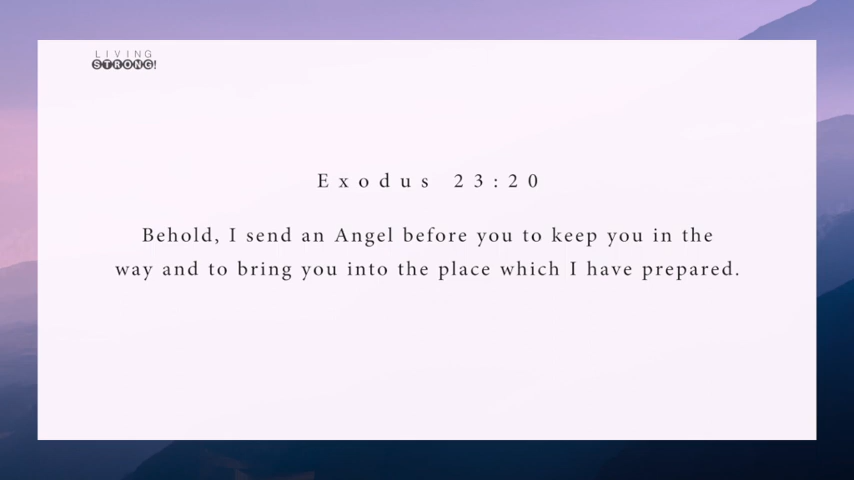 LIVING
STRONG!
Exodus 23:20
Behold, I send an Angel before you to keep you in the
way and to bring you into the place which I have prepared.